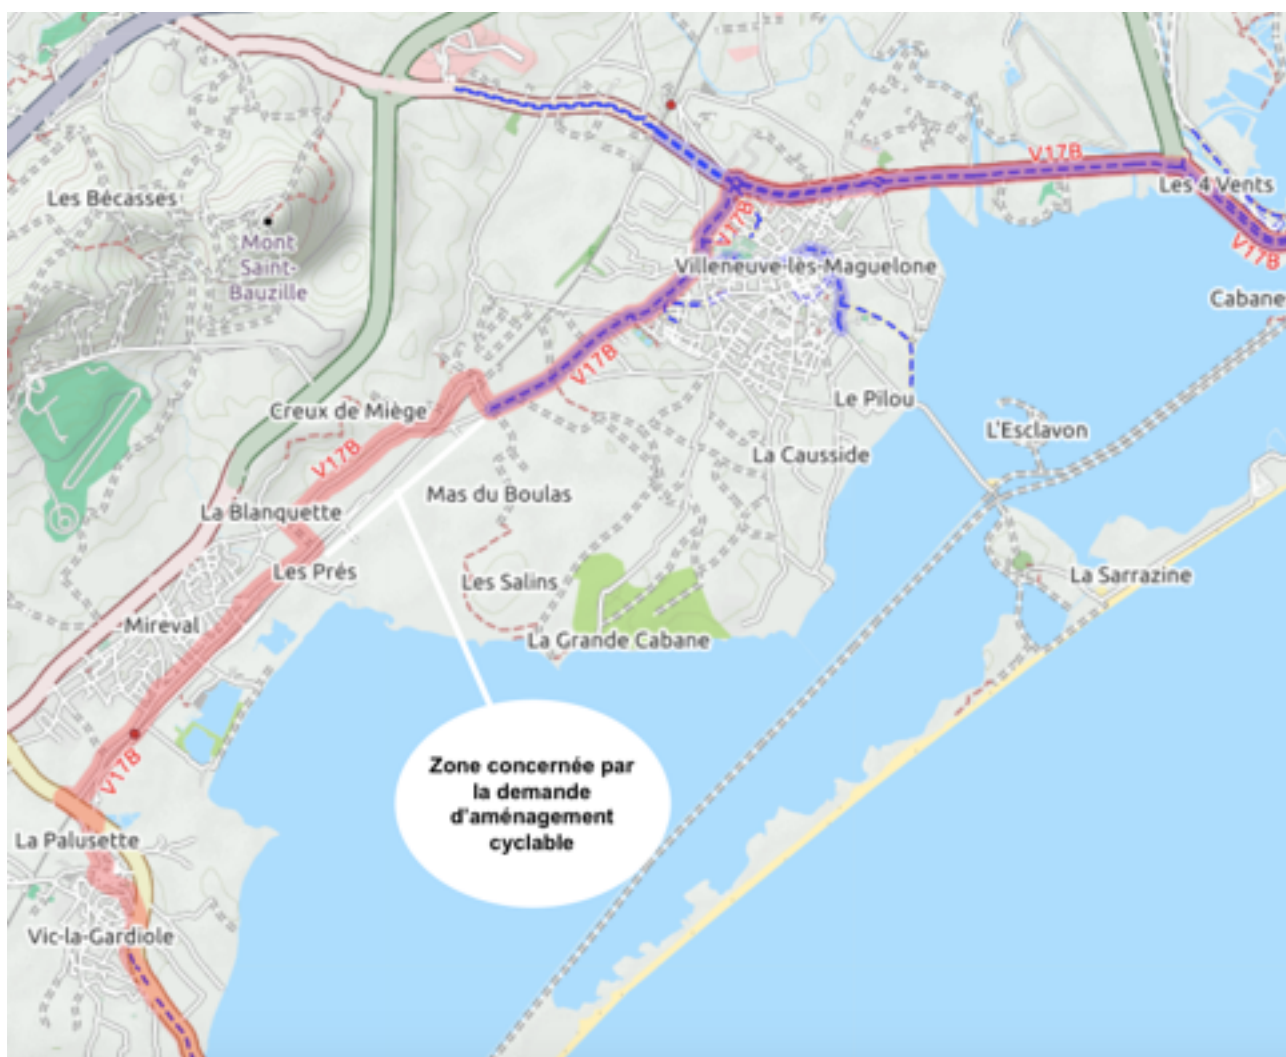 V17B
Les 4 Vents
Les Bécasses
V17B
Mont
Saint-
Bauzille
V17B
Villeneuve-lès-Maguelone
Cabane
V17B
Creux de Miège
Le Pilou
L'Esclavon
V17B
La Causside
Mas du Boulas
La Blanquette
Les Prés
Les Salins
La Sarrazine
Mireval
La Grande Cabane
V17B
Zone concernée par
la demande
d'aménagement
cyclable
La Palusette
Vic-la-Gardiole